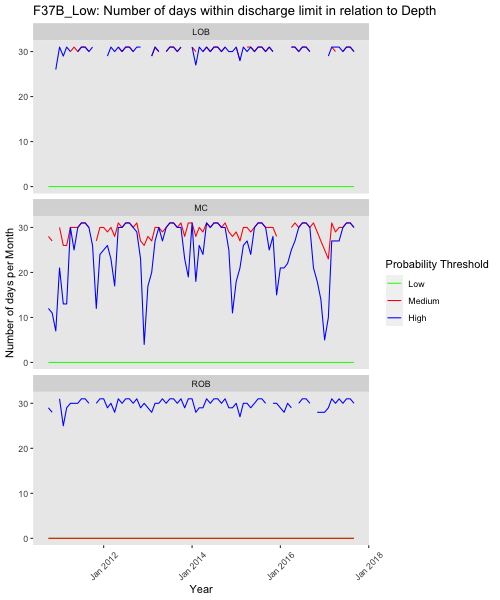 F37B_Low: Number of days within discharge limit in relation to Depth
LOB
30
20
10
0
MC
30
20
10
0
ROB
30
20
10
0
Number of days per Month
Jan 2012
Jan 2014
Jan 2016
Jan 2018
Year
Probability Threshold
Low
Medium
High